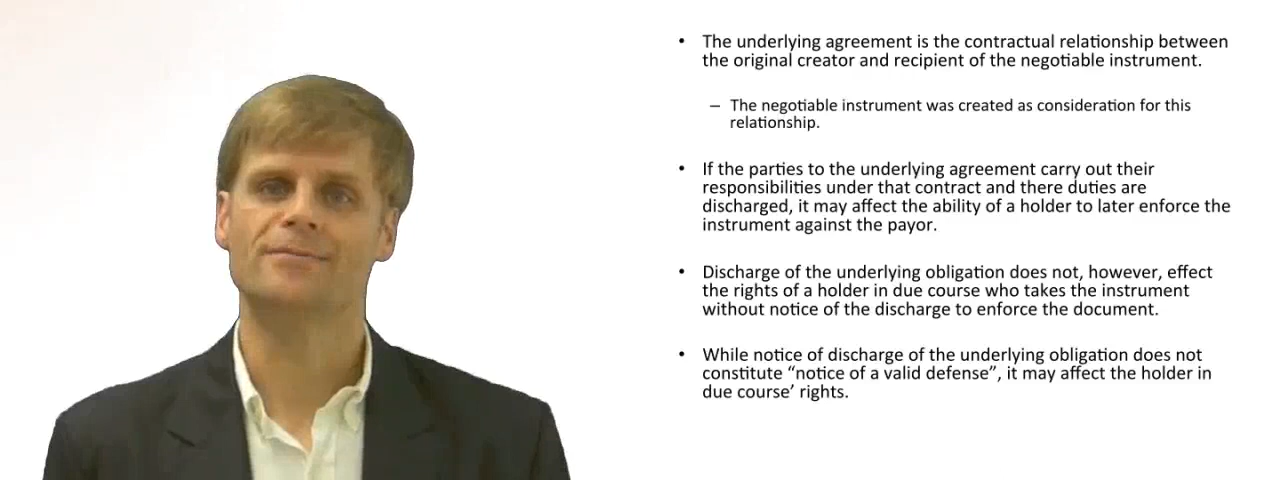 • The underlying agreement is the contractual relationship between
the original creator and recipient of the negotiable instrument.
– The negotiable instrument was created as consideration for this
relationship.
• If the parties to the underlying agreement carry out their
responsibilities under that contract and there duties are
discharged, it may affect the ability of a holder to later enforce the
instrument against the payor.
• Discharge of the underlying obligation does not, however, effect
the rights of a holder in due course who takes the instrument
without notice of the discharge to enforce the document.
• While notice of discharge of the underlying obligation does not
constitute “notice of a valid defense”, it may affect the holder in
due course’ rights.